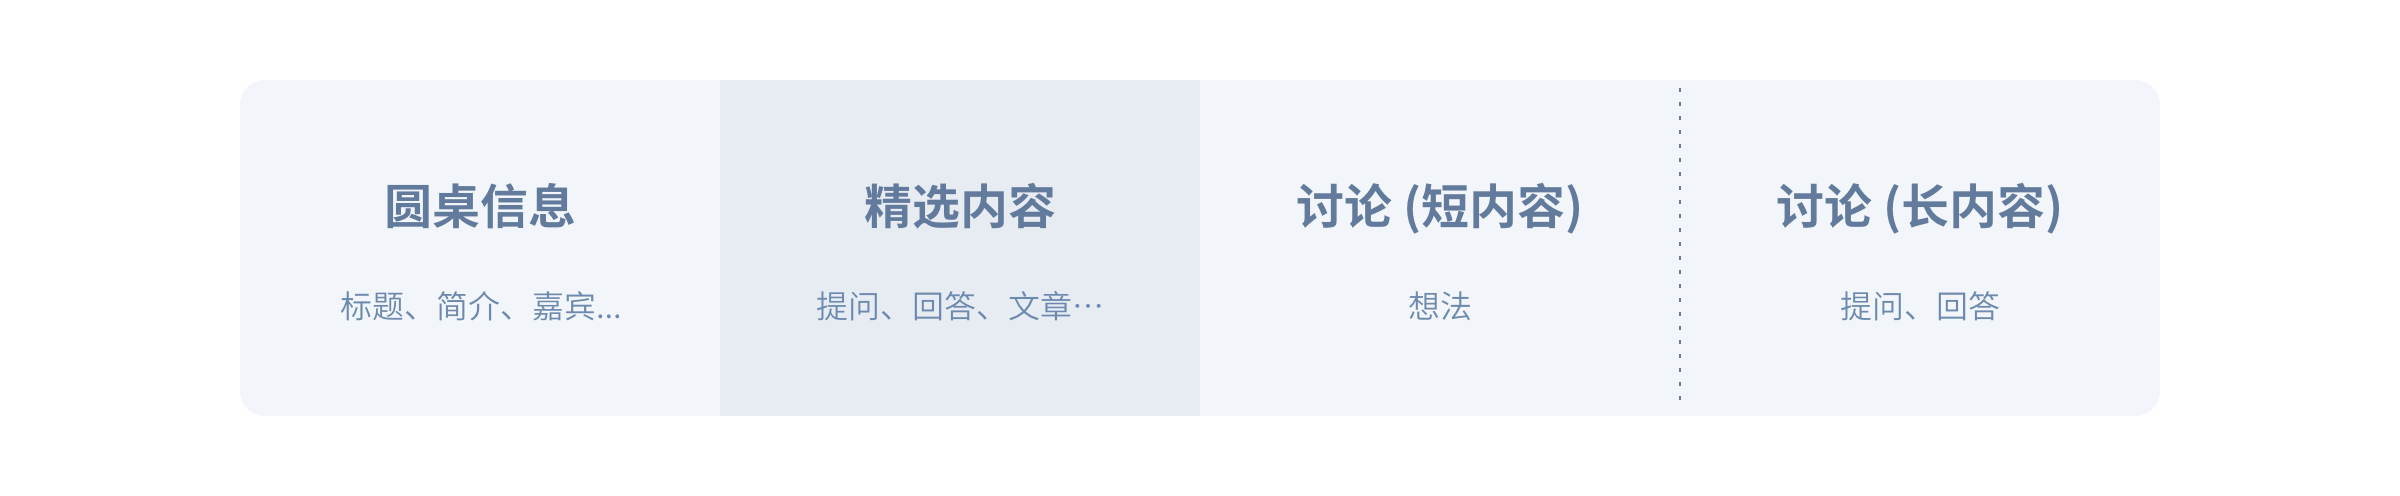 圆桌信息
标题、简介、嘉宾...
精选内容
提问、回答、文章···
讨论 (短内容)
想法
讨论 (长内容)
提问、回答